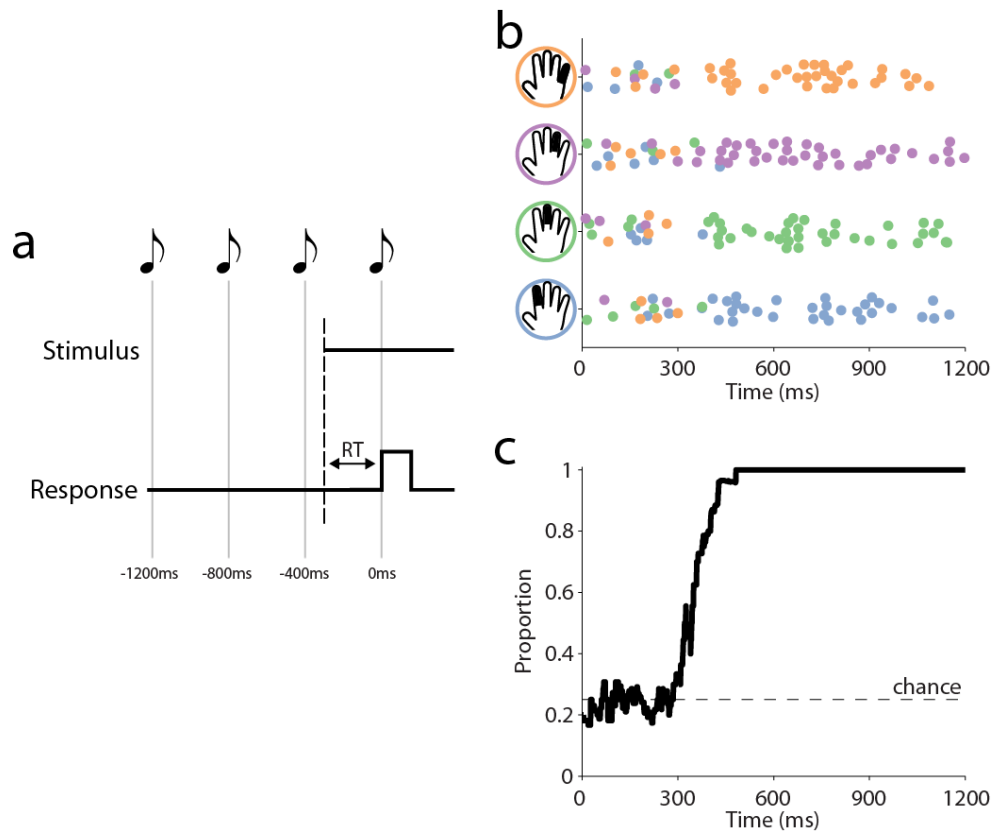 a
Stimulus
RT
Response
-1200ms
-800ms
-400ms
0ms
b
0
300
600
900
1200
Time (ms)
c
1
0.8
0.6
0.4
0.2
0
Proportion
chance
0
300
600
900
1200
Time (ms)